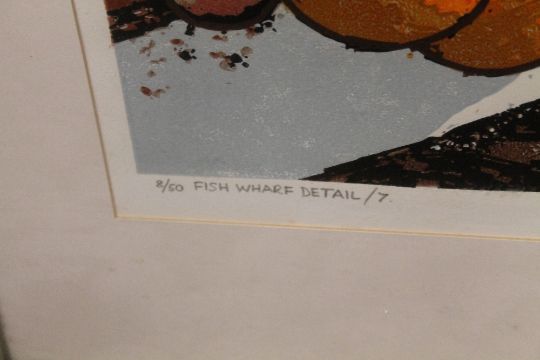 8/50 FISH WHARF DETAIL /7.